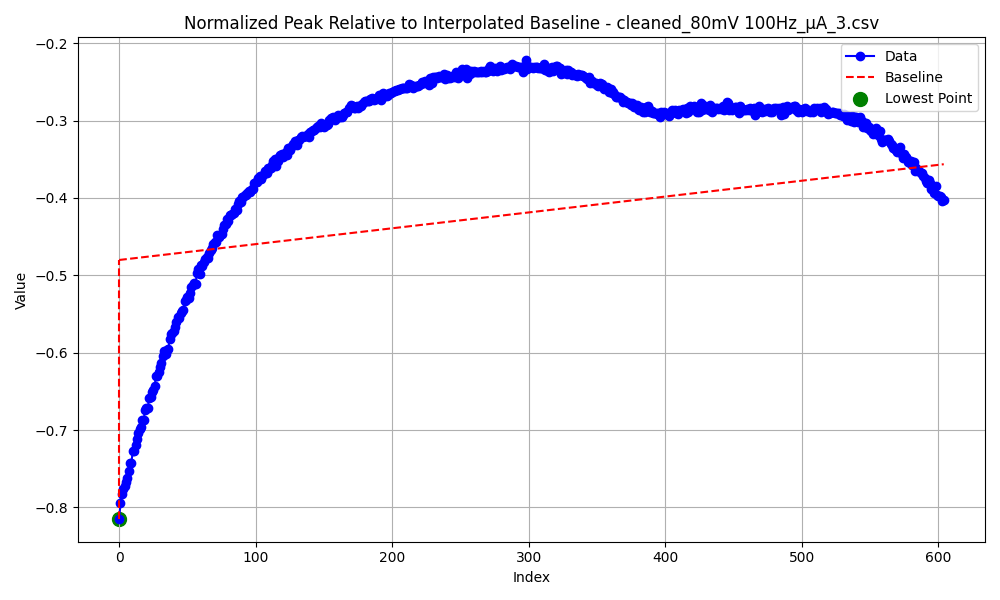 Normalized Peak Relative to Interpolated Baseline - cleaned_80mV 100Hz_μA_3.csv
Data
Baseline
Lowest Point
−0.2
−0.3
−0.4
−0.5
−0.6
−0.7
−0.8
Value
0
100
200
300
400
500
600
Index